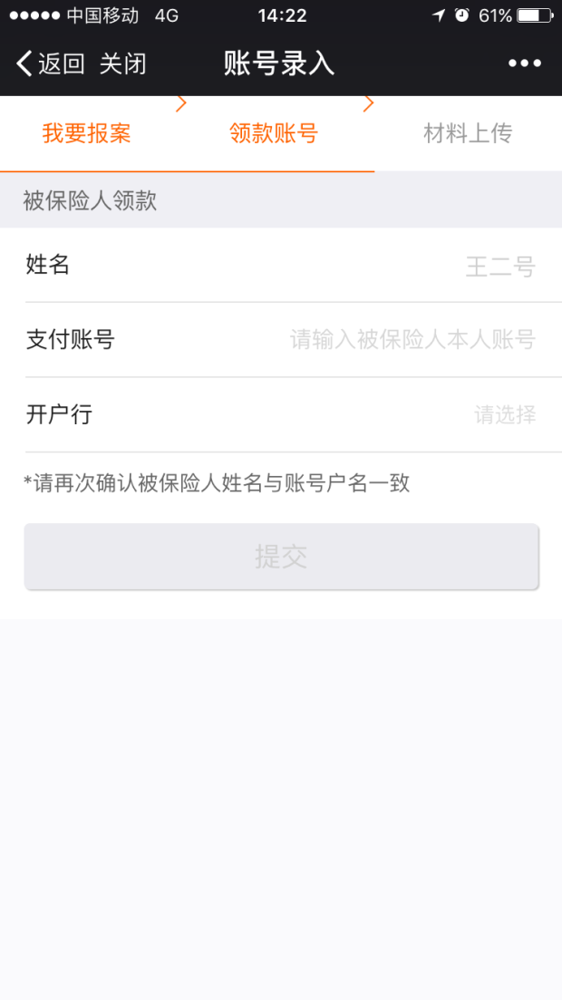 中国移动 4G 14:22 61%
返回 关闭 账号录入
我要报案 领款账号 材料上传
被保险人领款
姓名 王二号
支付账号 请输入被保险人本人账号
开户行 请选择
*请再次确认被保险人姓名与账号户名一致
提交